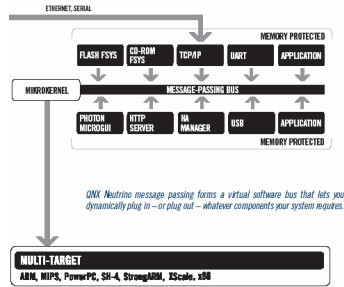 ETHERNET, SERIAL
MEMORY PROTECTED
FLASH FSYS
CD-ROM FSYS
TCP/IP
UART
APPLICATION
MIKROKERNEL
MESSAGE-PASSING BUS
PHOTON MICROGUI
HTTP SERVER
HA MANAGER
USB
APPLICATION
MEMORY PROTECTED
QNX Neutrino message passing forms a virtual software bus that lets you
dynamically plug in – or plug out – whatever components your system requires.
MULTI-TARGET
ARM, MIPS, PowerPC, SH-4, StrongARM, XScale, x86